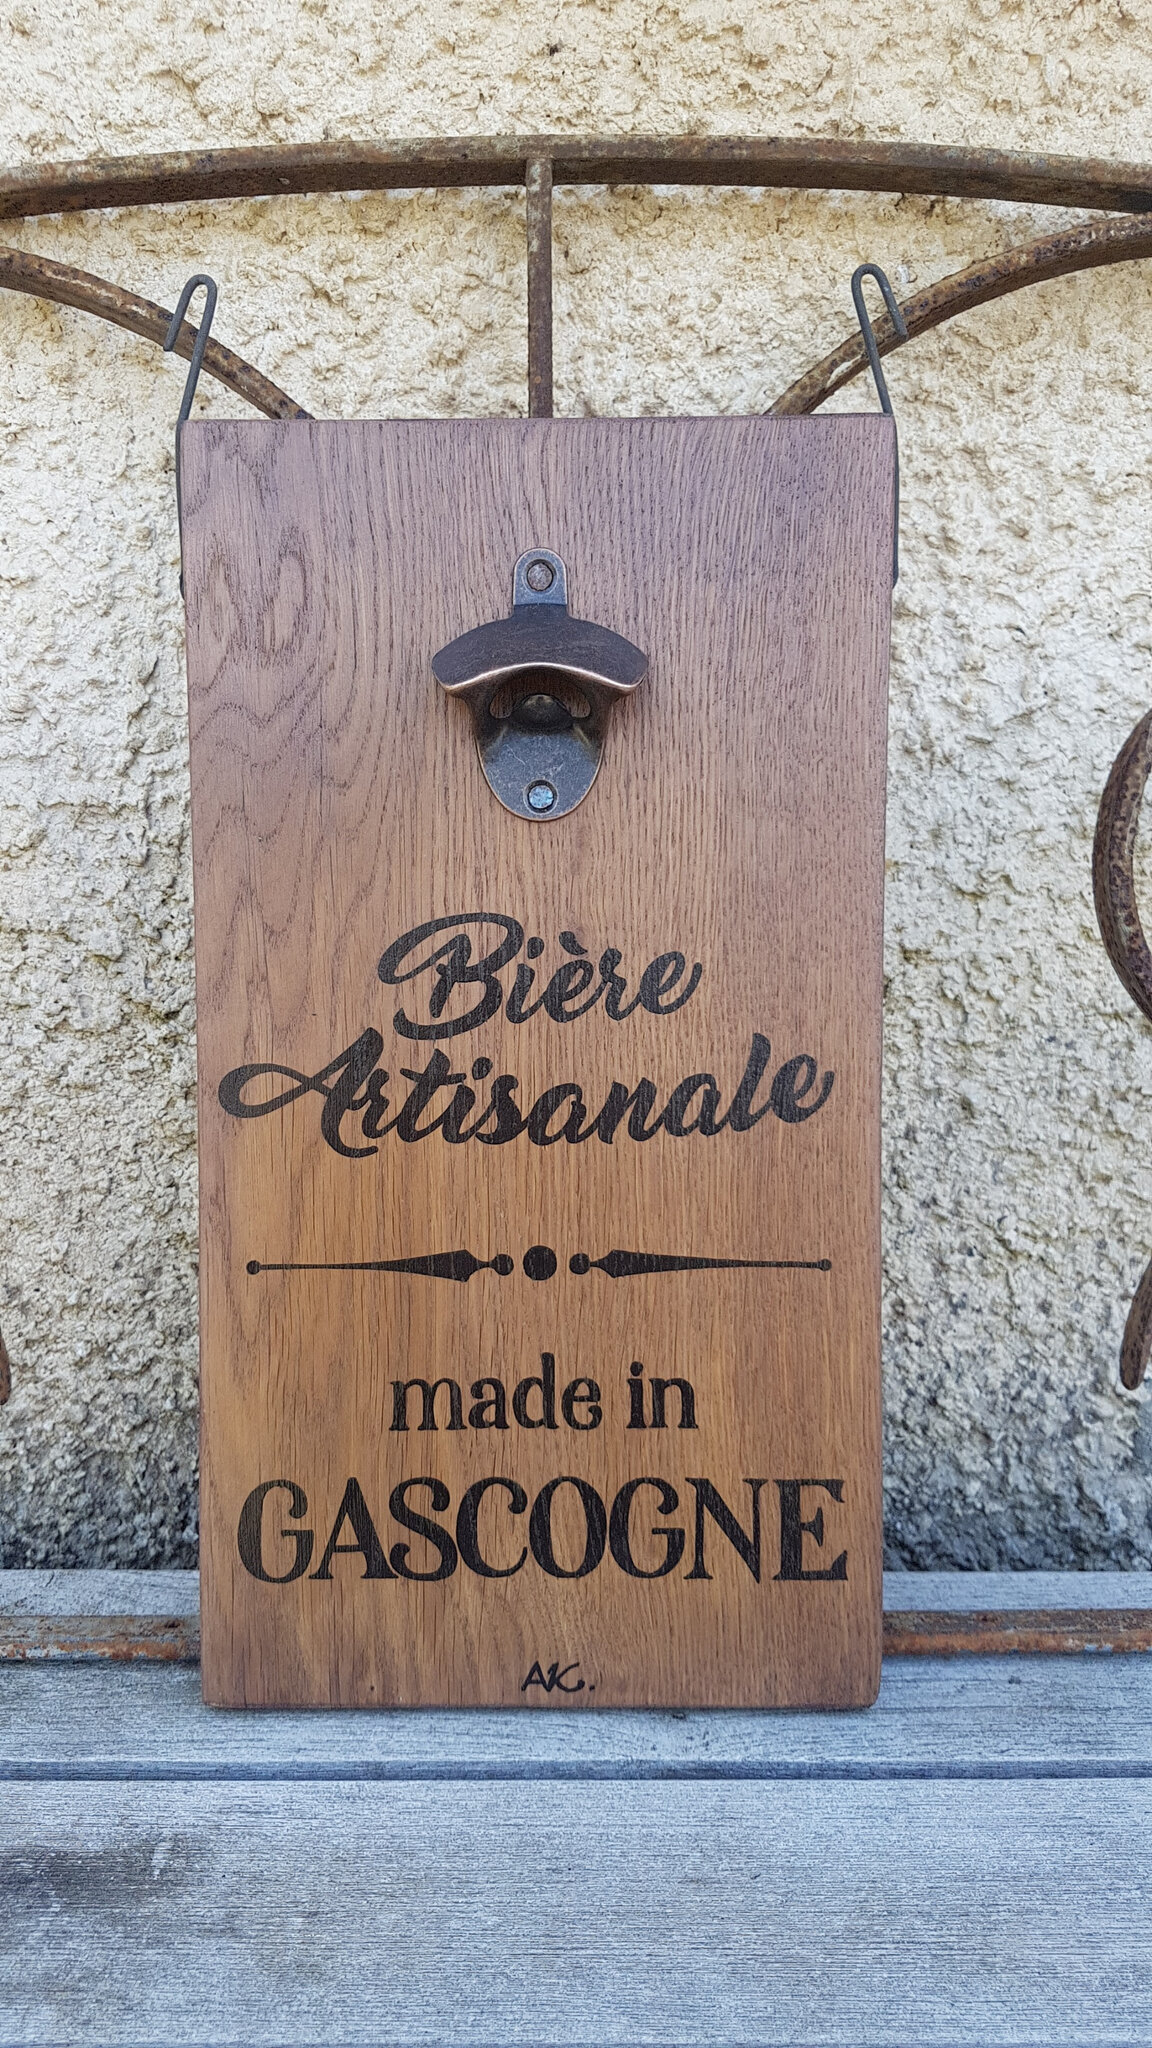 Bière
Artisanale
made in
GASCOGNE
AK.